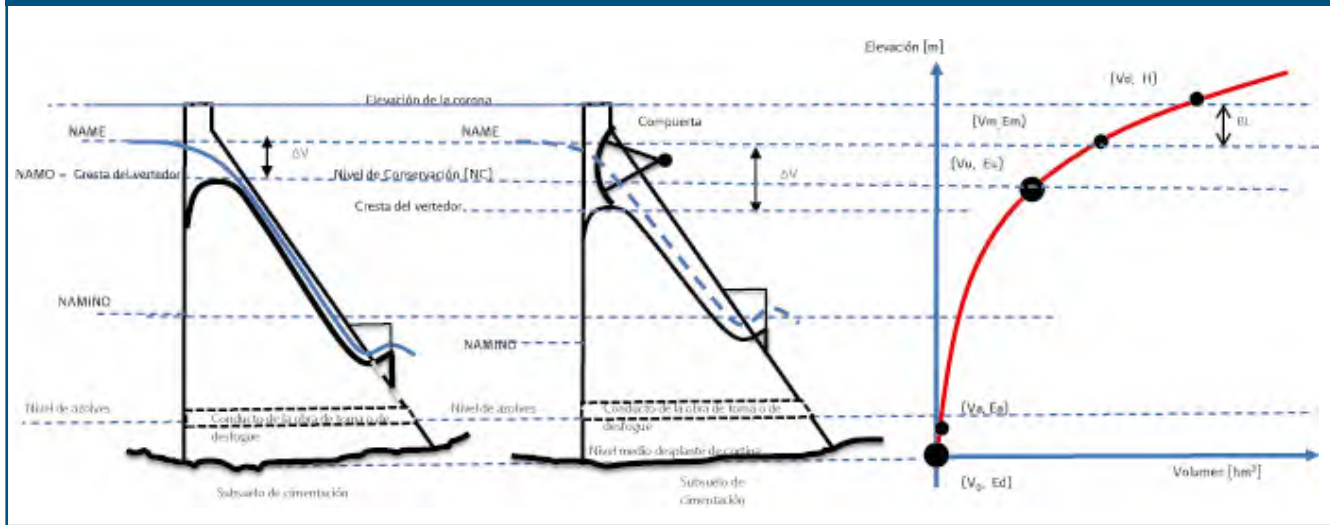 Elevación [m]
(Vd, H)
Elevación de la corona
(Vm, Em)
BL
Compuerta
NAME
NAME
ΔV
(Vu, Eu)
ΔV
NAMO = Cresta del vertedor
Nivel de Conservación [NC]
Cresta del vertedor
NAMINO
NAMINO
Nivel de azolves
Conducto de la obra de toma o de
desfogue
Nivel de azolves
Conducto de la obra de toma o de
desfogue
(Va, Ea)
Nivel medio desplante de cortina
Volumen [hm³]
Subsuelo de cimentación
Subsuelo de
cimentación
(V₀, Ed)